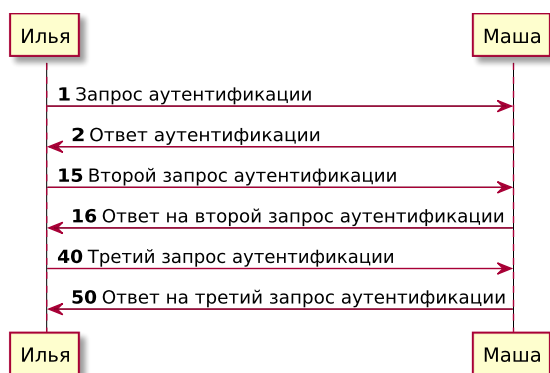 Илья Маша
1 Запрос аутентификации
2 Ответ аутентификации
15 Второй запрос аутентификации
16 Ответ на второй запрос аутентификации
40 Третий запрос аутентификации
50 Ответ на третий запрос аутентификации
Илья Маша